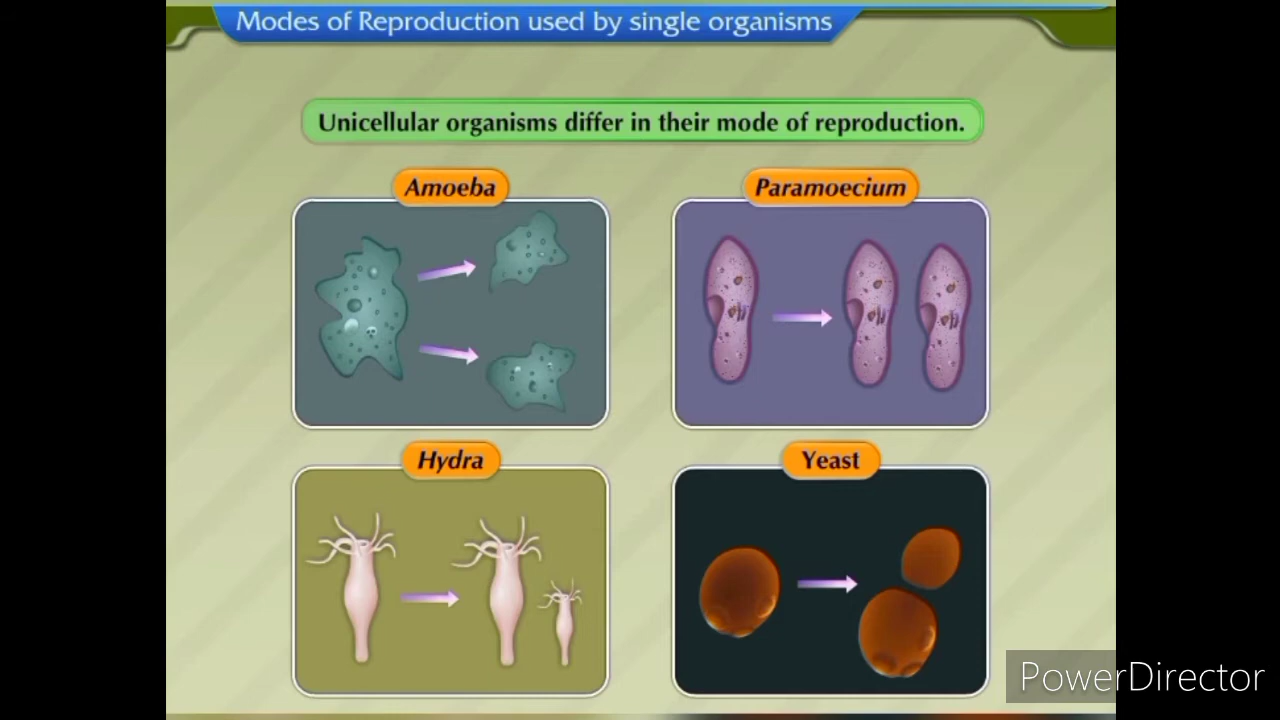 Modes of Reproduction used by single organisms
Unicellular organisms differ in their mode of reproduction.
Amoeba
Paramoecium
Hydra
Yeast
PowerDirector